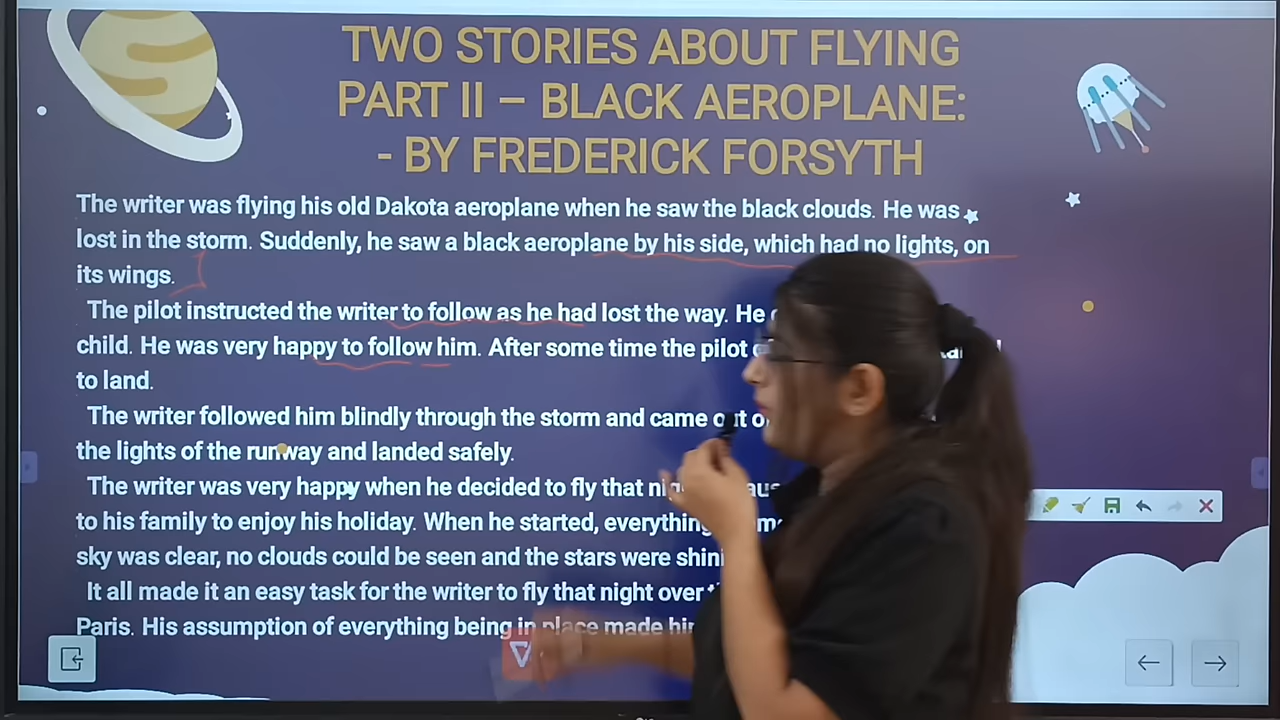 TWO STORIES ABOUT FLYING
PART II – BLACK AEROPLANE:
- BY FREDERICK FORSYTH
The writer was flying his old Dakota aeroplane when he saw the black clouds. He was
lost in the storm. Suddenly, he saw a black aeroplane by his side, which had no lights, on
its wings.
The pilot instructed the writer to follow as he had lost the way. He
child. He was very happy to follow him. After some time the pilot
to land.
The writer followed him blindly through the storm and came out
the lights of the runway and landed safely.
The writer was very happy when he decided to fly that
to his family to enjoy his holiday. When he started, everything
sky was clear, no clouds could be seen and the stars were
It all made it an easy task for the writer to fly that night over
Paris. His assumption of everything being in place made